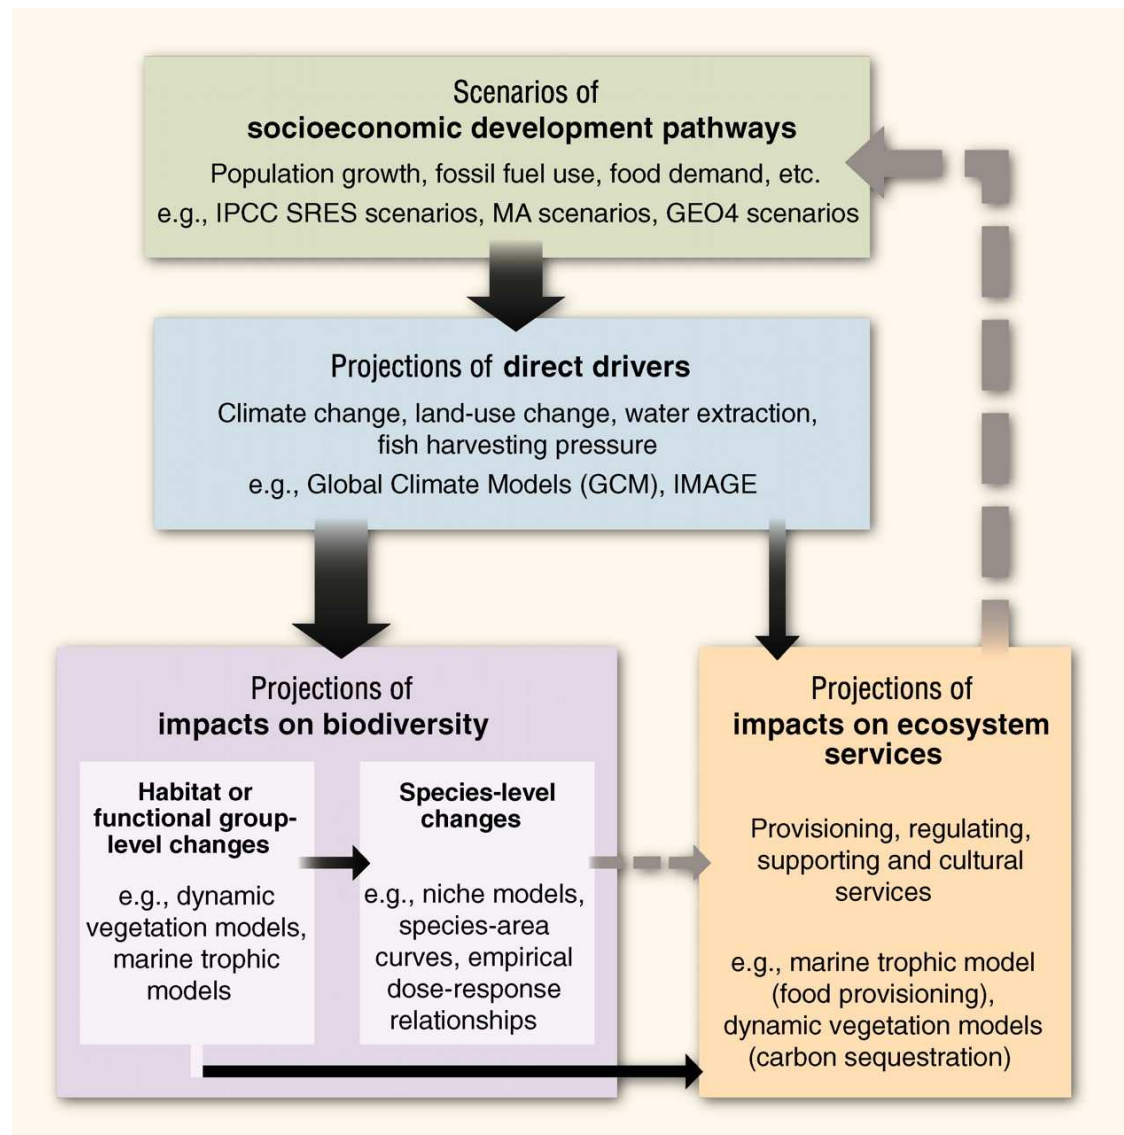 Scenarios of
socioeconomic development pathways
Population growth, fossil fuel use, food demand, etc.
e.g., IPCC SRES scenarios, MA scenarios, GEO4 scenarios
Projections of direct drivers
Climate change, land-use change, water extraction,
fish harvesting pressure
e.g., Global Climate Models (GCM), IMAGE
Projections of
impacts on biodiversity
Habitat or
functional group-
level changes
e.g., dynamic
vegetation models,
marine trophic
models
Species-level
changes
e.g., niche models,
species-area
curves, empirical
dose-response
relationships
Projections of
impacts on ecosystem
services
Provisioning, regulating,
supporting and cultural
services
e.g., marine trophic model
(food provisioning),
dynamic vegetation models
(carbon sequestration)